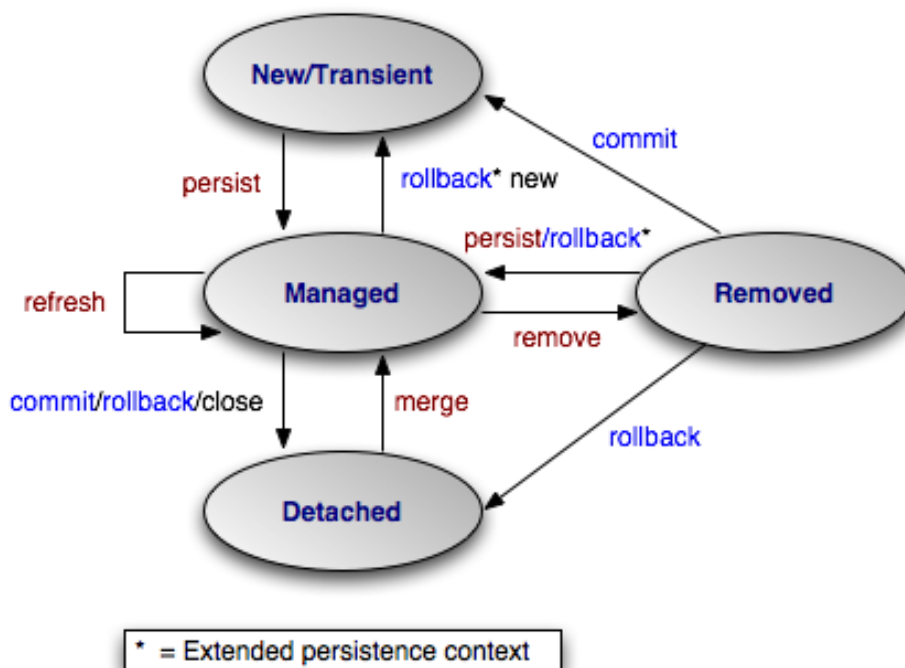 New/Transient
commit
persist
rollback* new
persist/rollback*
Managed
Removed
refresh
remove
commit/rollback/close
merge
rollback
Detached
* = Extended persistence context